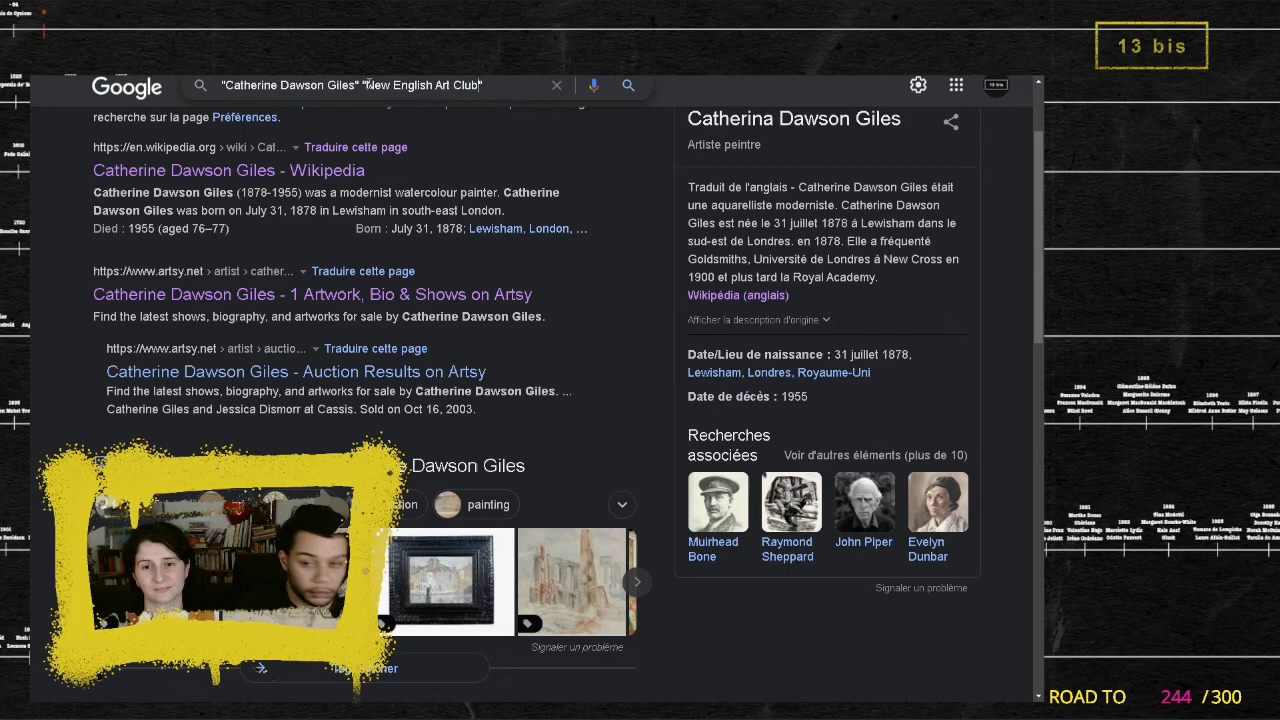 13 bis
Google
"Catherine Dawson Giles" "New English Art Club"
13 bis
recherche sur la page Préférences.
https://en.wikipedia.org › wiki › Cat... Traduire cette page
Catherine Dawson Giles - Wikipedia
Catherine Dawson Giles (1878-1955) was a modernist watercolour painter. Catherine
Dawson Giles was born on July 31, 1878 in Lewisham in south-east London.
Died : 1955 (aged 76–77) Born : July 31, 1878; Lewisham, London, ...
https://www.artsy.net › artist › cather... Traduire cette page
Catherine Dawson Giles - 1 Artwork, Bio & Shows on Artsy
Find the latest shows, biography, and artworks for sale by Catherine Dawson Giles.
https://www.artsy.net › artist › auctio... Traduire cette page
Catherine Dawson Giles - Auction Results on Artsy
Find the latest shows, biography, and artworks for sale by Catherine Dawson Giles. ...
Catherine Giles and Jessica Dismorr al Cassis. Sold on Oct 16, 2003.
Dawson Giles
painting
Signaler un problème
Catherina Dawson Giles
Artiste peintre
Traduit de l'anglais - Catherine Dawson Giles était
une aquarelliste moderniste. Catherine Dawson
Giles est née le 31 juillet 1878 à Lewisham dans le
sud-est de Londres. en 1878. Elle a fréquenté
Goldsmiths, Université de Londres à New Cross en
1900 et plus tard la Royal Academy.
Wikipédia (anglais)
Afficher la description d'origine
Date/Lieu de naissance : 31 juillet 1878,
Lewisham, Londres, Royaume-Uni
Date de décès : 1955
Recherches
associées
Voir d'autres éléments (plus de 10)
Muirhead
Bone
Raymond
Sheppard
John Piper
Evelyn
Dunbar
Signaler un problème
ROAD TO 244 / 300